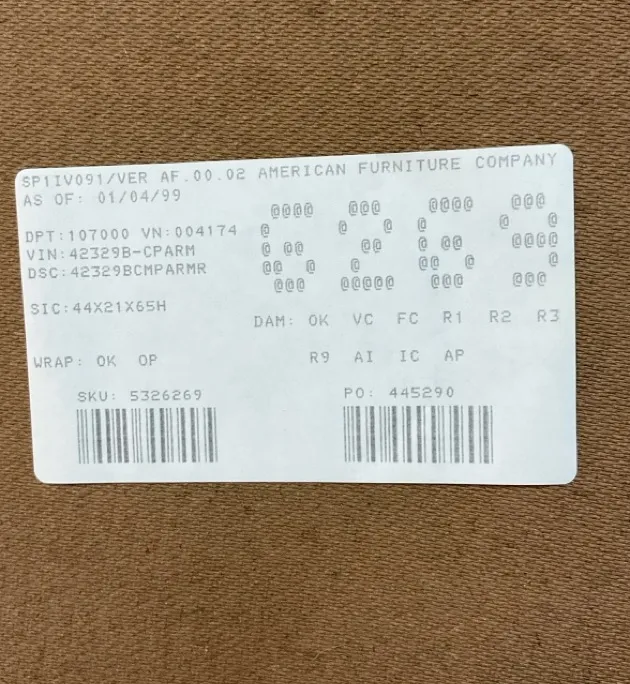 SP1IV091/VER AF.00.02 AMERICAN FURNITURE COMPANY
AS OF: 01/04/99
6269
DPT:107000 VN:004174
VIN:42329B-CPARM
DSC:42329BCMPARMR
SIC:44X21X65H
DAM: OK VC FC R1 R2 R3
WRAP: OK OP
R9 AI IC AP
SKU: 5326269
PO: 445290